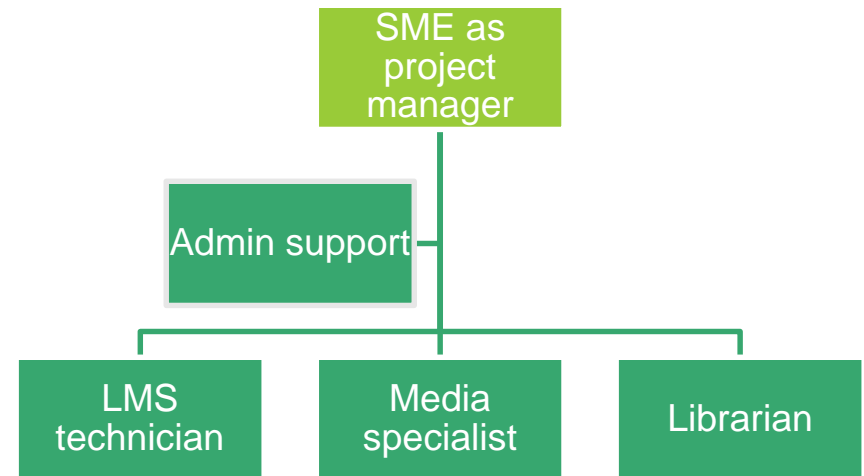 SME as
project
manager
Admin support
LMS
technician
Media
specialist
Librarian